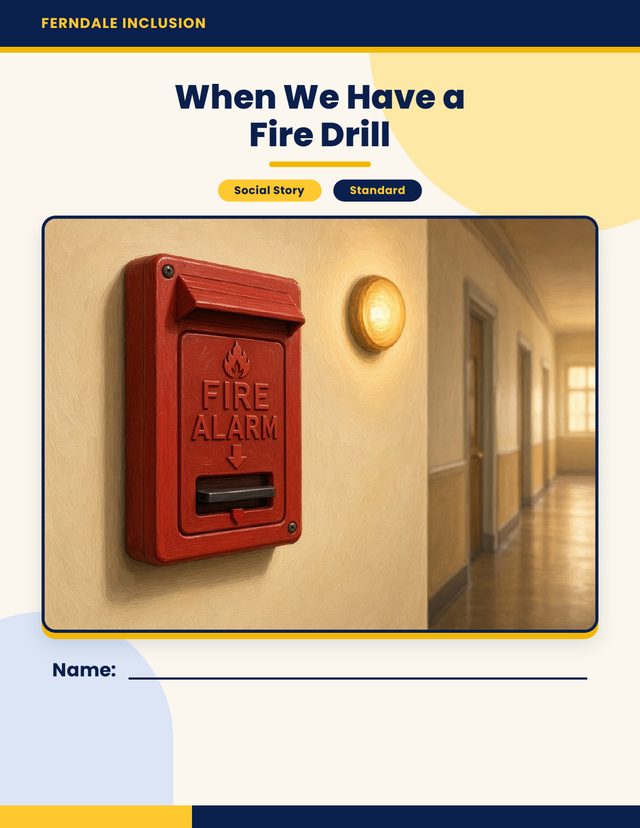 FERNDALE INCLUSION
When We Have a
Fire Drill
Social Story
Standard
FIRE
ALARM
Name: